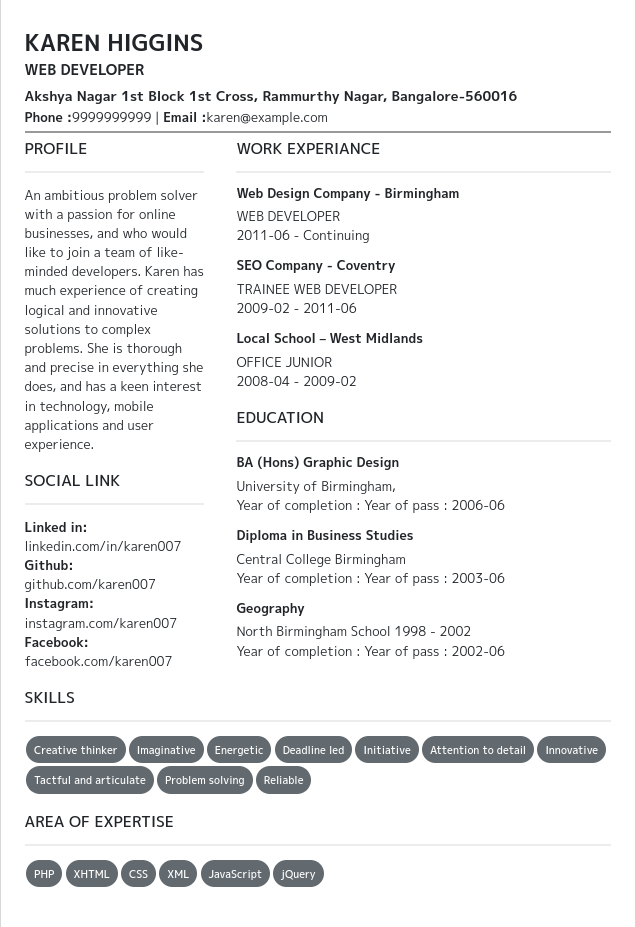 KAREN HIGGINS
WEB DEVELOPER
Akshya Nagar 1st Block 1st Cross, Rammurthy Nagar, Bangalore-560016
Phone :9999999999 | Email :karen@example.com
PROFILE
An ambitious problem solver
with a passion for online
businesses, and who would
like to join a team of like-
minded developers. Karen has
much experience of creating
logical and innovative
solutions to complex
problems. She is thorough
and precise in everything she
does, and has a keen interest
in technology, mobile
applications and user
experience.
SOCIAL LINK
Linked in:
linkedin.com/in/karen007
Github:
github.com/karen007
Instagram:
instagram.com/karen007
Facebook:
facebook.com/karen007
WORK EXPERIANCE
Web Design Company - Birmingham
WEB DEVELOPER
2011-06 - Continuing
SEO Company - Coventry
TRAINEE WEB DEVELOPER
2009-02 - 2011-06
Local School – West Midlands
OFFICE JUNIOR
2008-04 - 2009-02
EDUCATION
BA (Hons) Graphic Design
University of Birmingham,
Year of completion : Year of pass : 2006-06
Diploma in Business Studies
Central College Birmingham
Year of completion : Year of pass : 2003-06
Geography
North Birmingham School 1998 - 2002
Year of completion : Year of pass : 2002-06
SKILLS
Creative thinker Imaginative Energetic Deadline led Initiative Attention to detail Innovative
Tactful and articulate Problem solving Reliable
AREA OF EXPERTISE
PHP XHTML CSS XML JavaScript jQuery